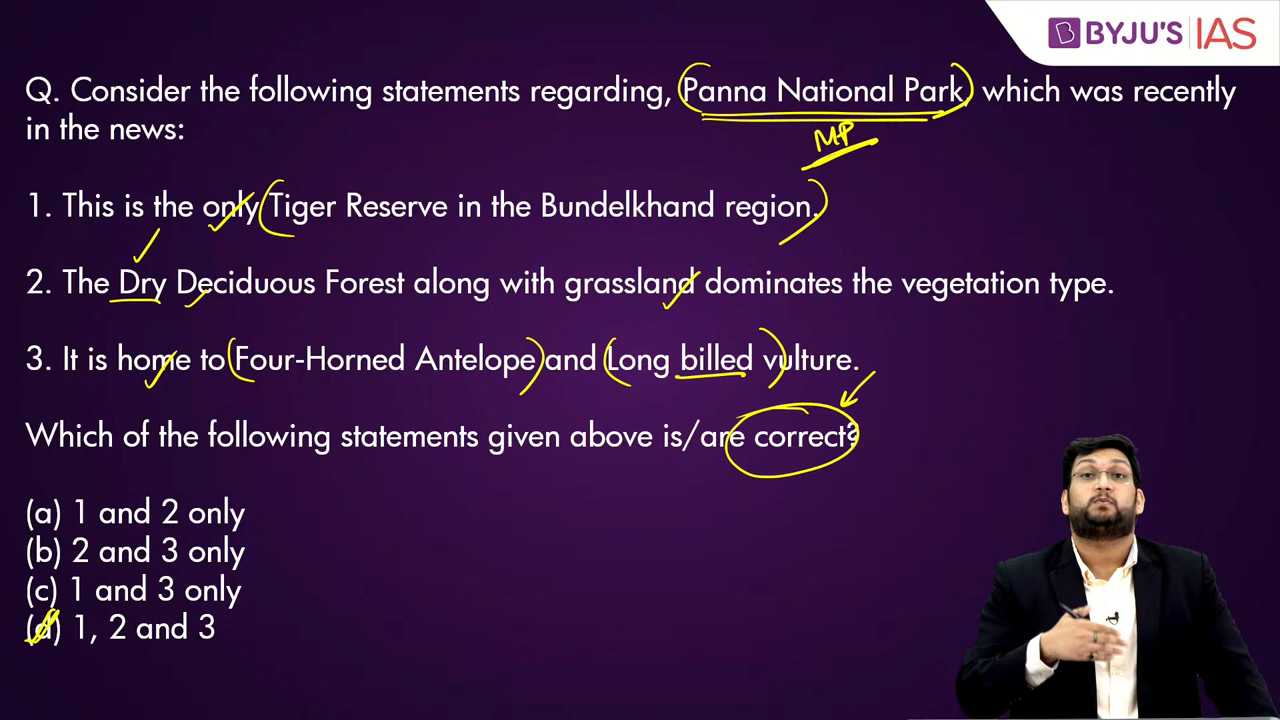 BYJU'S IAS
Q. Consider the following statements regarding, Panna National Park, which was recently
in the news:
MP
1. This is the only Tiger Reserve in the Bundelkhand region.
2. The Dry Deciduous Forest along with grassland dominates the vegetation type.
3. It is home to Four-Horned Antelope and Long billed vulture.
Which of the following statements given above is/are correct?
(a) 1 and 2 only
(b) 2 and 3 only
(c) 1 and 3 only
(d) 1, 2 and 3